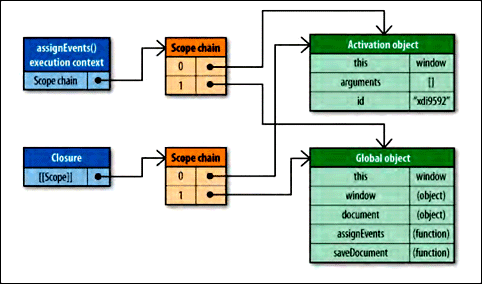 assignEvents()
execution context
Scope chain
Scope chain
0
1
Activation object
this window
arguments []
id "xdi9592"
Closure
[[Scope]]
Scope chain
0
1
Global object
this window
window (object)
document (object)
assignEvents (function)
saveDocument (function)